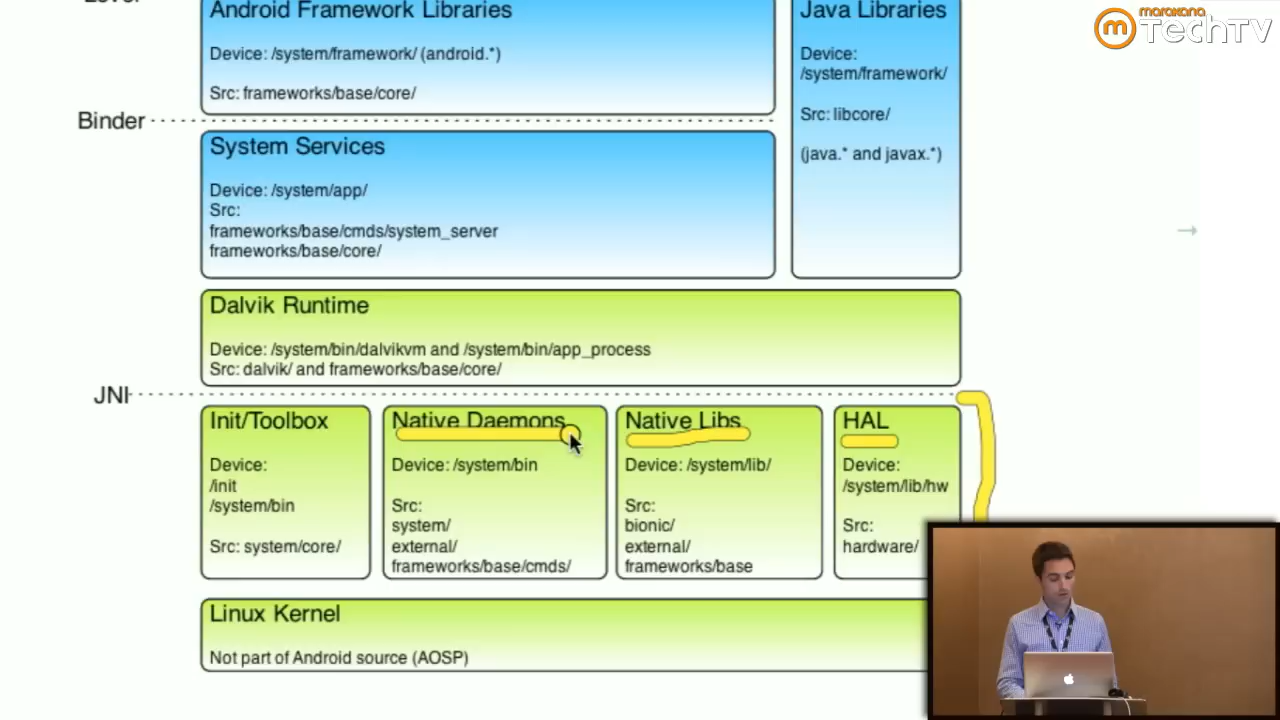 Android Framework Libraries
Device: /system/framework/ (android.*)
Src: frameworks/base/core/
Java Libraries
Device:
/system/framework/
Src: libcore/
(java.* and javax.*)
marakana
m TechTV
Binder
System Services
Device: /system/app/
Src:
frameworks/base/cmds/system_server
frameworks/base/core/
Dalvik Runtime
Device: /system/bin/dalvikvm and /system/bin/app_process
Src: dalvik/ and frameworks/base/core/
JNI
Init/Toolbox
Device:
/init
/system/bin
Src: system/core/
Native Daemons
Device: /system/bin
Src:
system/
external/
frameworks/base/cmds/
Native Libs
Device: /system/lib/
Src:
bionic/
external/
frameworks/base
HAL
Device:
/system/lib/hw
Src:
hardware/
Linux Kernel
Not part of Android source (AOSP)